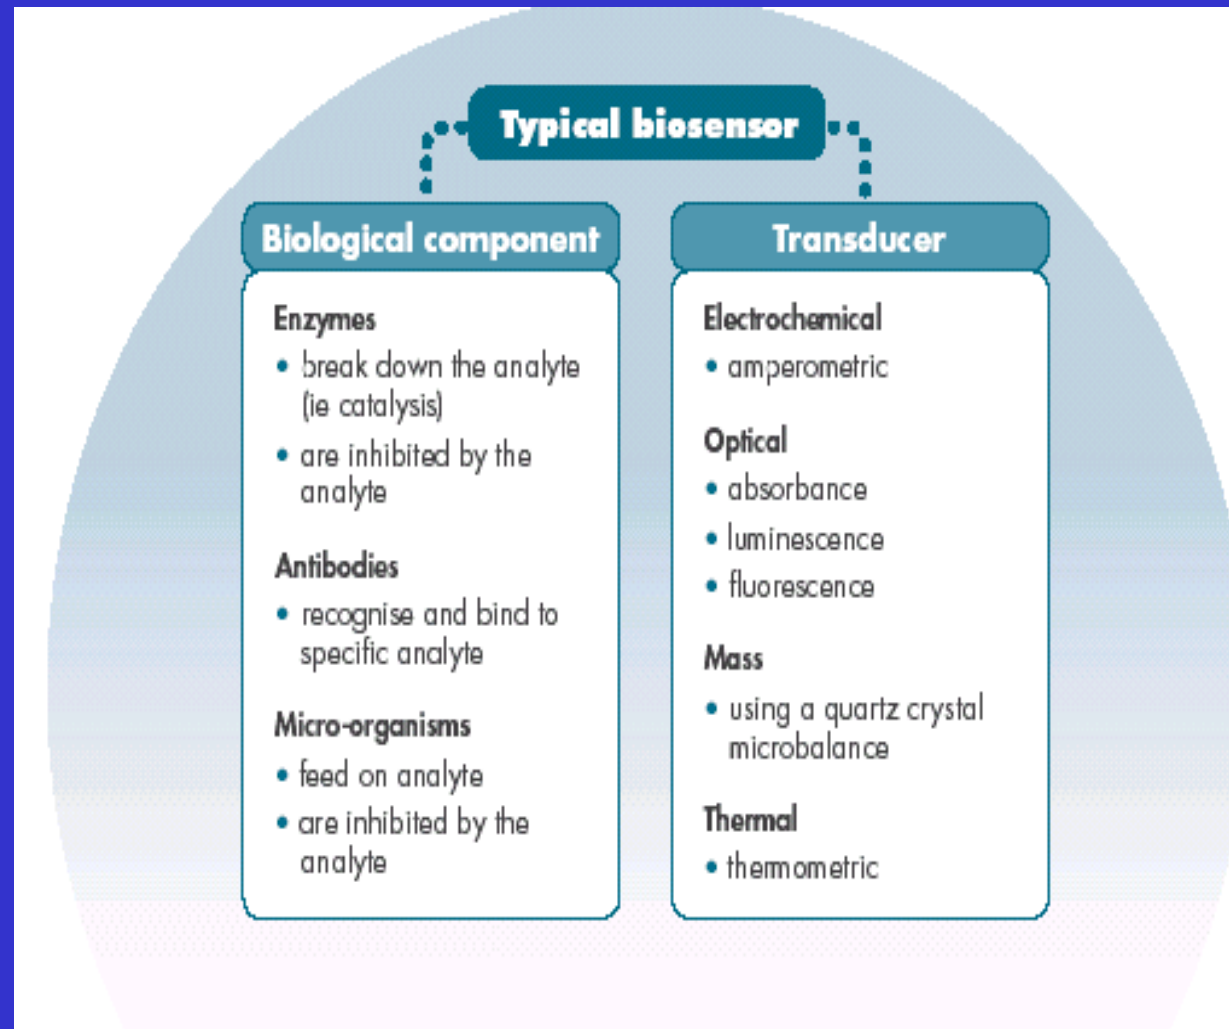 Typical biosensor
Biological component
Enzymes
• break down the analyte
(ie catalysis)
• are inhibited by the
analyte
Antibodies
• recognise and bind to
specific analyte
Micro-organisms
• feed on analyte
• are inhibited by the
analyte
Transducer
Electrochemical
• amperometric
Optical
• absorbance
• luminescence
• fluorescence
Mass
• using a quartz crystal
microbalance
Thermal
• thermometric